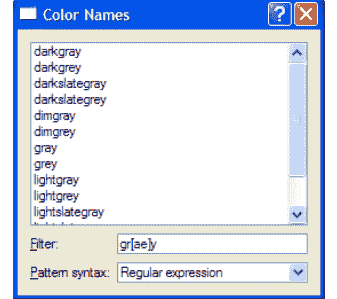 Color Names
darkgray
darkgrey
darkslategray
darkslategrey
dimgray
dimgrey
gray
grey
lightgray
lightgrey
lightslategray
Filter: gr[ae]y
Pattern syntax: Regular expression